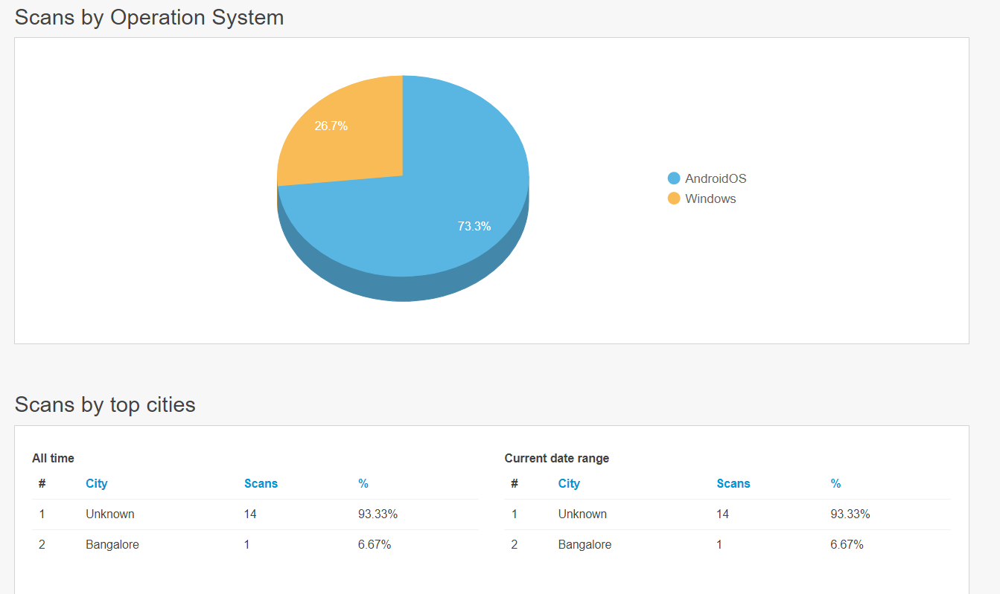 Scans by Operation System
26.7%
73.3%
AndroidOS
Windows
Scans by top cities
All time
# City Scans %
1 Unknown 14 93.33%
2 Bangalore 1 6.67%
Current date range
# City Scans %
1 Unknown 14 93.33%
2 Bangalore 1 6.67%